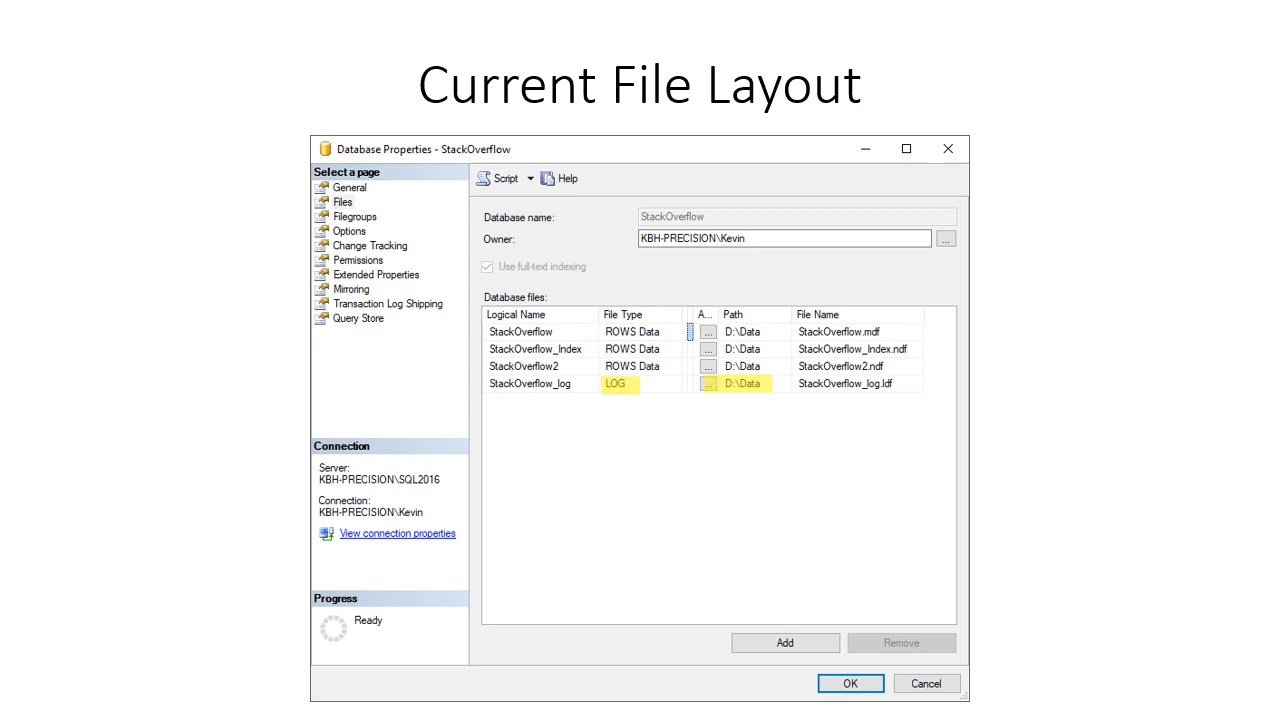 Current File Layout
Database Properties - StackOverflow
Select a page
General
Files
Filegroups
Options
Change Tracking
Permissions
Extended Properties
Mirroring
Transaction Log Shipping
Query Store
Connection
Server:
KBH-PRECISION\SQL2016
Connection:
KBH-PRECISION\Kevin
View connection properties
Progress
Ready
Script Help
Database name: StackOverflow
Owner: KBH-PRECISION\Kevin ...
Use full-text indexing
Database files:
Logical Name File Type A... Path File Name
StackOverflow ROWS Data ... D:\Data StackOverflow.mdf
StackOverflow_Index ROWS Data ... D:\Data StackOverflow_Index.ndf
StackOverflow2 ROWS Data ... D:\Data StackOverflow2.ndf
StackOverflow_log LOG ... D:\Data StackOverflow_log.ldf
Add Remove
OK Cancel